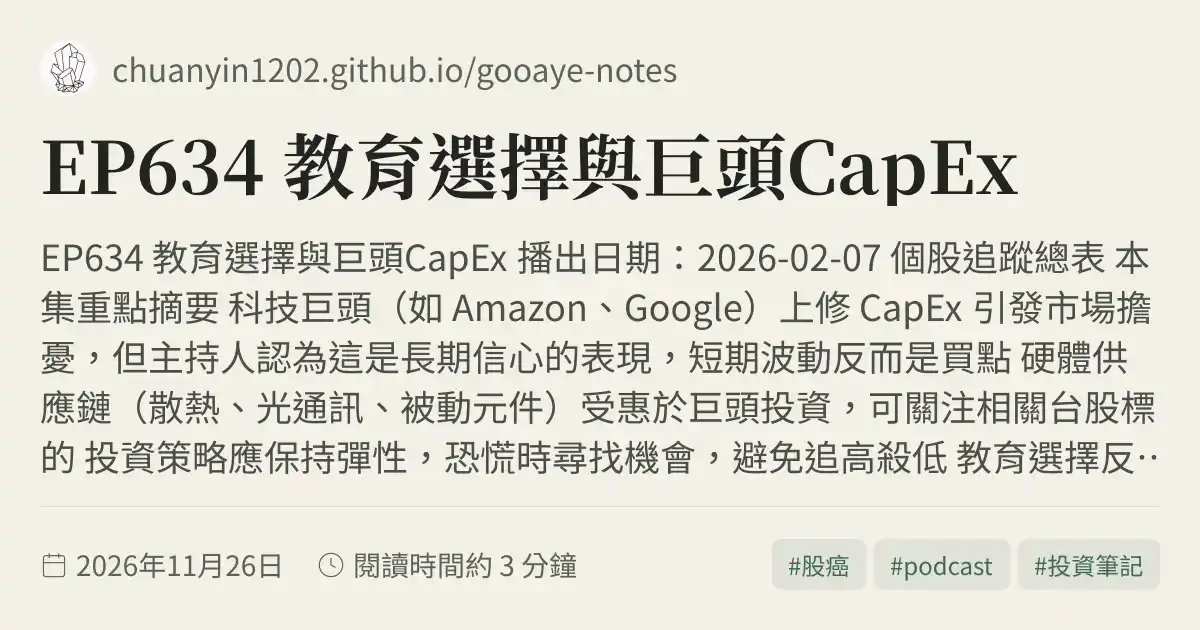 chuanyin1202.github.io/gooaye-notes
EP634 教育選擇與巨頭CapEx
EP634 教育選擇與巨頭CapEx 播出日期：2026-02-07 個股追蹤總表 本
集重點摘要 科技巨頭（如 Amazon、Google）上修 CapEx 引發市場擔
憂，但主持人認為這是長期信心的表現，短期波動反而是買點 硬體供
應鏈（散熱、光通訊、被動元件）受惠於巨頭投資，可關注相關台股標
的 投資策略應保持彈性，恐慌時尋找機會，避免追高殺低 教育選擇反··
2026年11月26日
閱讀時間約 3 分鐘
#股癌
#podcast
#投資筆記